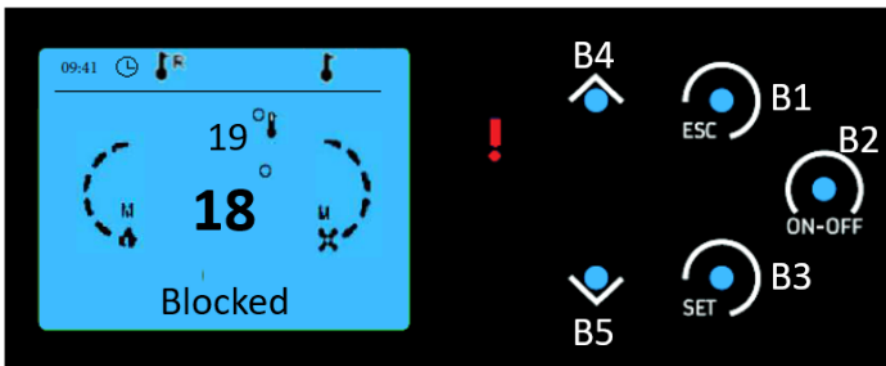 09:41 R
19°
18°
M
M
Blocked
!
B4
B1
ESC
B2
ON-OFF
B3
SET
B5